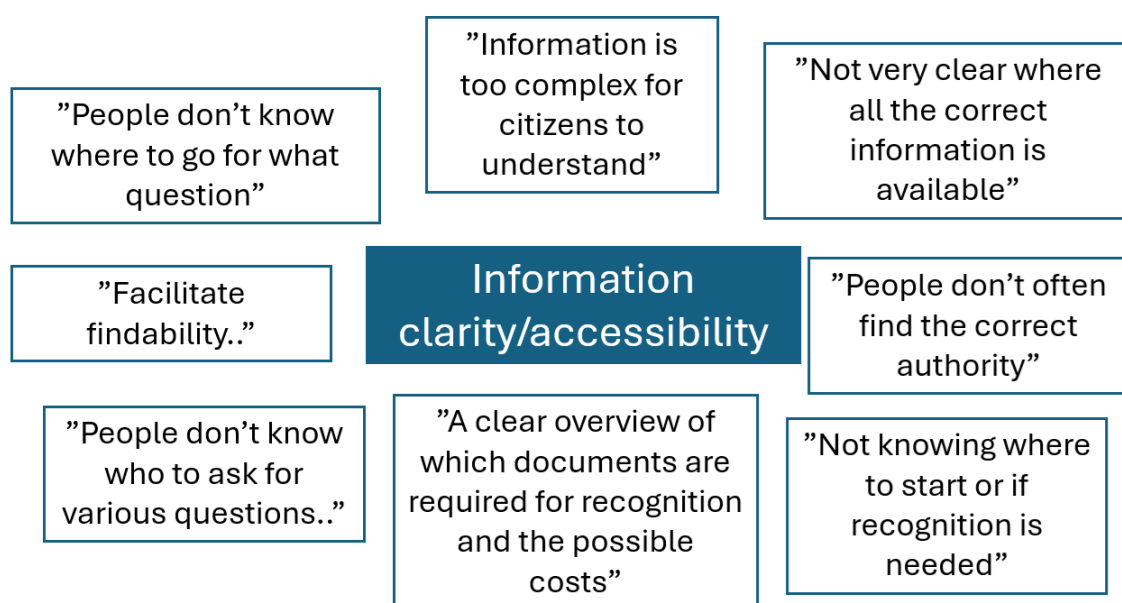 ”People don’t know
where to go for what
question”
”Information is
too complex for
citizens to
understand”
”Not very clear where
all the correct
information is
available”
”Facilitate
findability..”
Information
clarity/accessibility
”People don’t often
find the correct
authority”
”People don’t know
who to ask for
various questions..”
”A clear overview of
which documents are
required for recognition
and the possible
costs”
”Not knowing where
to start or if
recognition is
needed”